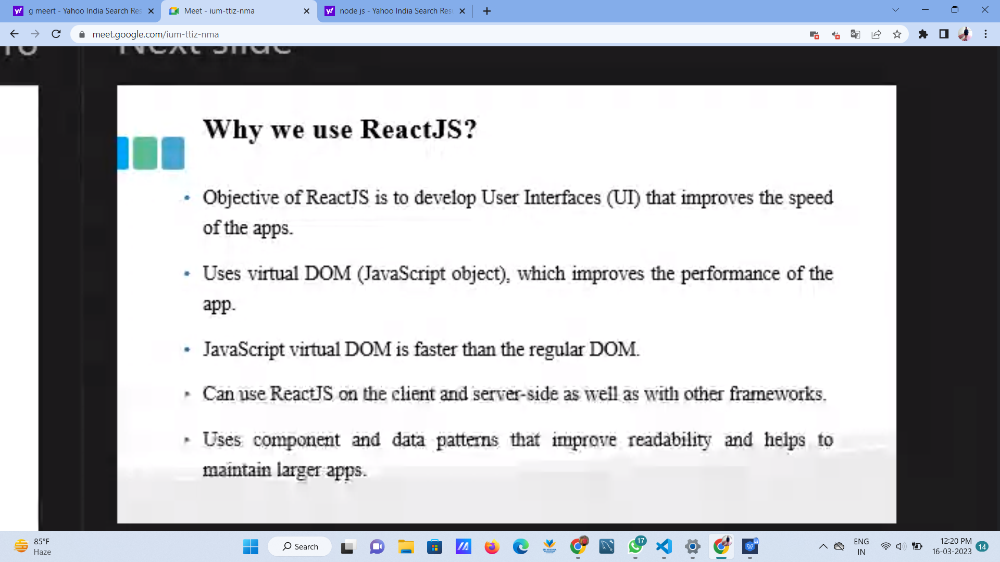 g meert - Yahoo India Search Res
Meet - ium-ttiz-nma
node js - Yahoo India Search Resu
meet.google.com/ium-ttiz-nma
Next slide
Why we use ReactJS?
• Objective of ReactJS is to develop User Interfaces (UI) that improves the speed
of the apps.
• Uses virtual DOM (JavaScript object), which improves the performance of the
app.
• JavaScript virtual DOM is faster than the regular DOM.
• Can use ReactJS on the client and server-side as well as with other frameworks.
• Uses component and data patterns that improve readability and helps to
maintain larger apps.
85°F
Haze
Search
17
ENG
IN
12:20 PM
16-03-2023
14